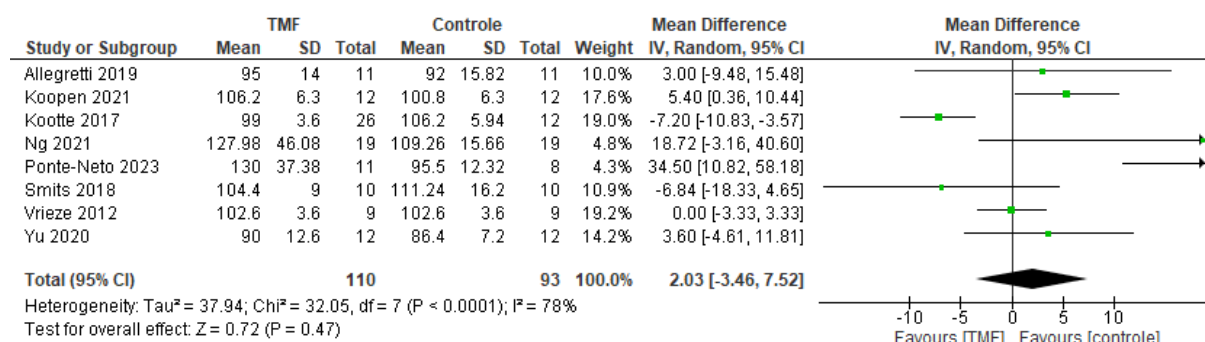 TMF Controle Mean Difference Mean Difference
Study or Subgroup Mean SD Total Mean SD Total Weight IV, Random, 95% CI IV, Random, 95% CI
Allegretti 2019 95 14 11 92 15.82 11 10.0% 3.00 [-9.48, 15.48]
Koopen 2021 106.2 6.3 12 100.8 6.3 12 17.6% 5.40 [0.36, 10.44]
Kootte 2017 99 3.6 26 106.2 5.94 12 19.0% -7.20 [-10.83, -3.57]
Ng 2021 127.98 46.08 19 109.26 15.66 19 4.8% 18.72 [-3.16, 40.60]
Ponte-Neto 2023 130 37.38 11 95.5 12.32 8 4.3% 34.50 [10.82, 58.18]
Smits 2018 104.4 9 10 111.24 16.2 10 10.9% -6.84 [-18.33, 4.65]
Vrieze 2012 102.6 3.6 9 102.6 3.6 9 19.2% 0.00 [-3.33, 3.33]
Yu 2020 90 12.6 12 86.4 7.2 12 14.2% 3.60 [-4.61, 11.81]
Total (95% CI) 110 93 100.0% 2.03 [-3.46, 7.52]
Heterogeneity: Tau² = 37.94; Chi² = 32.05, df = 7 (P < 0.0001); I² = 78%
Test for overall effect: Z = 0.72 (P = 0.47)
-10 -5 0 5 10
Favours [TMF] Favours [controle]